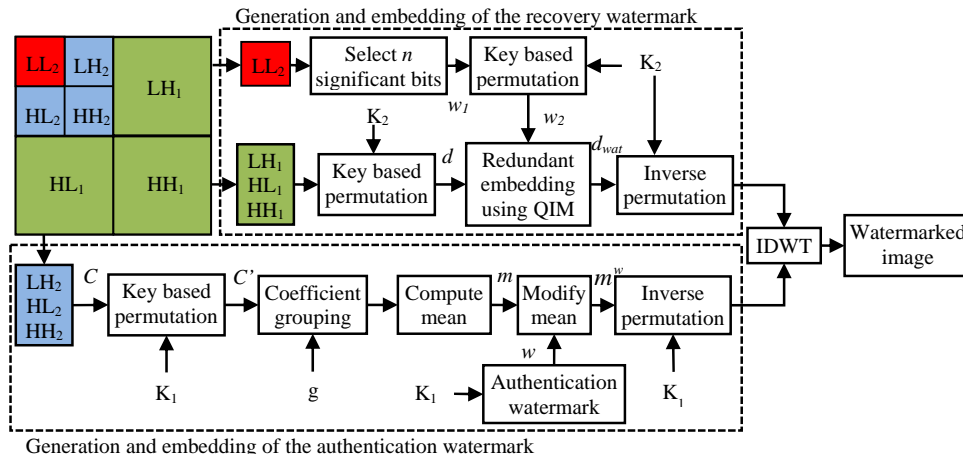 Generation and embedding of the recovery watermark
LL₂
LH₂
HL₂
HH₂
LH₁
HL₁
HH₁
LL₂
Select n
significant bits
w₁
Key based
permutation
K₂
w₂
K₂
LH₁
HL₁
HH₁
Key based
permutation
d
Redundant
embedding
using QIM
d_wat
Inverse
permutation
IDWT
Watermarked
image
LH₂
HL₂
HH₂
C
Key based
permutation
K₁
C’
Coefficient
grouping
g
Compute
mean
m
Modify
mean
mʷ
Inverse
permutation
K₁
w
K₁
Authentication
watermark
Generation and embedding of the authentication watermark